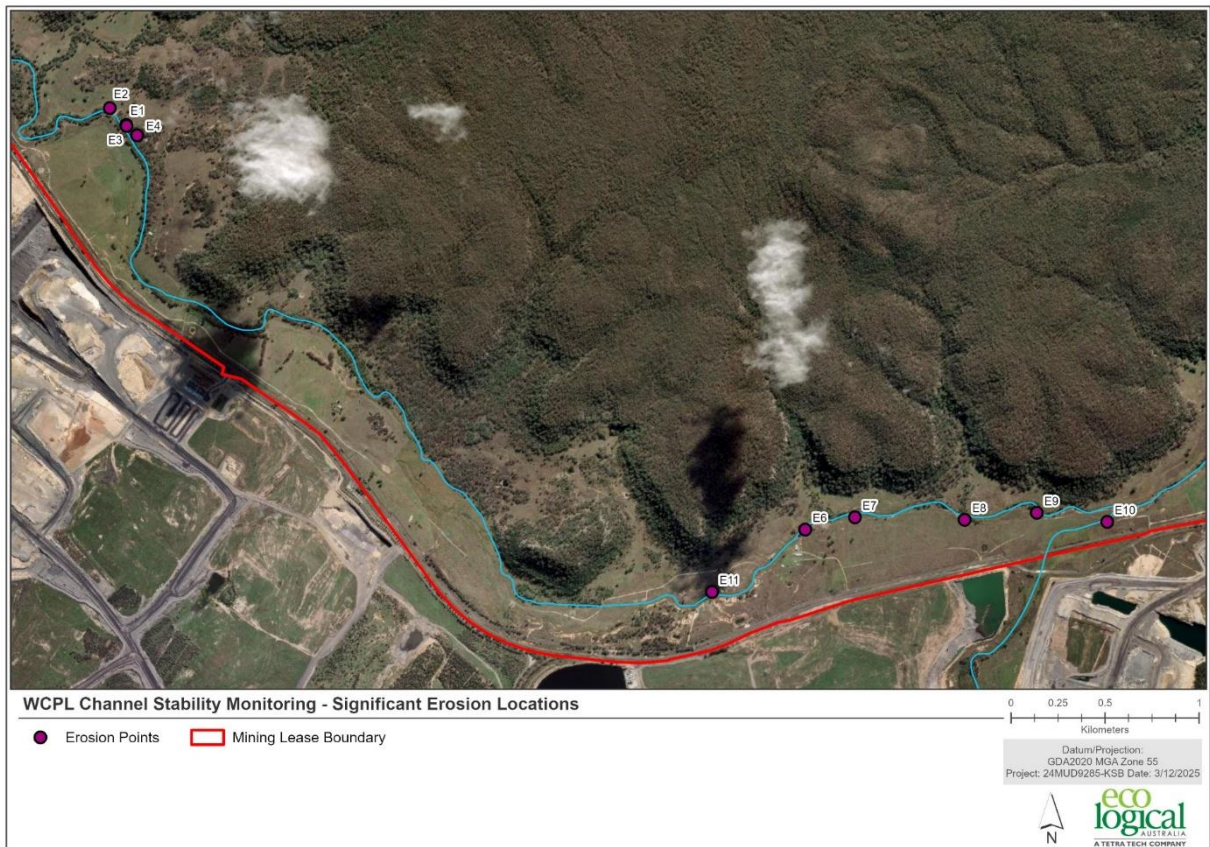 E2
E1
E3
E4
E6
E7
E8
E9
E10
E11
WCPL Channel Stability Monitoring - Significant Erosion Locations
Erosion Points
Mining Lease Boundary
0 0.25 0.5 1
Kilometers
Datum/Projection:
GDA2020 MGA Zone 55
Project: 24MUD9285-KSB Date: 3/12/2025
N
eco
logical
AUSTRALIA
A TETRA TECH COMPANY